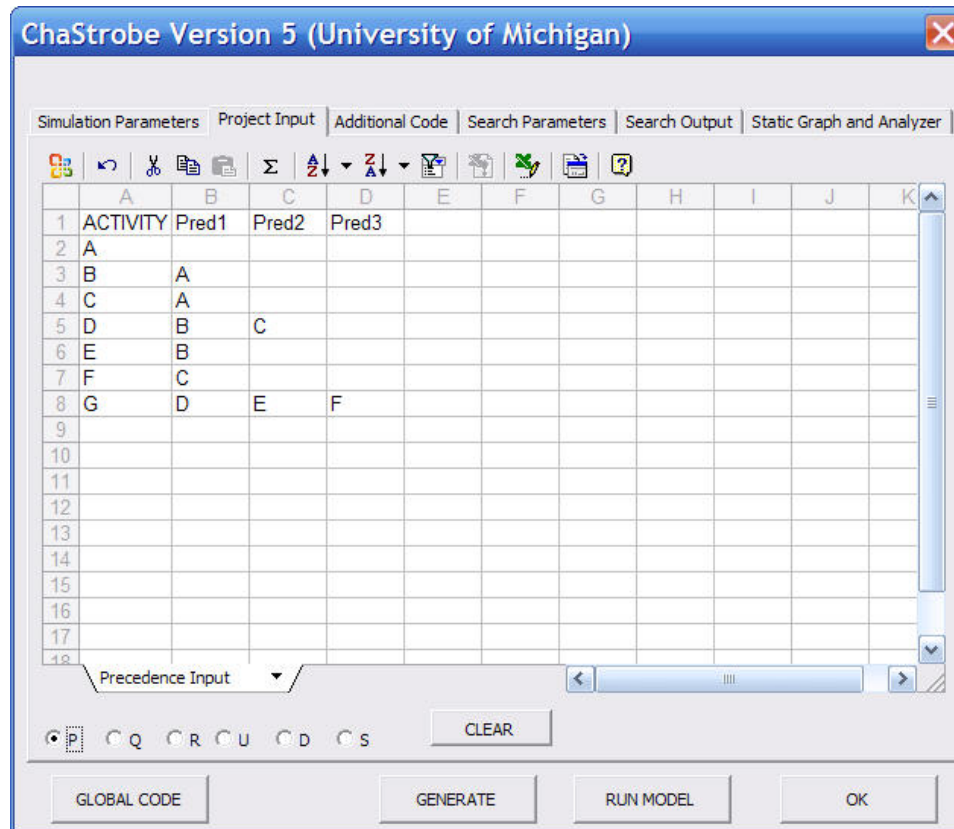 ChaStrobe Version 5 (University of Michigan)
Simulation Parameters Project Input Additional Code Search Parameters Search Output Static Graph and Analyzer
A B C D E F G H I J K
1 ACTIVITY Pred1 Pred2 Pred3
2 A
3 B A
4 C A
5 D B C
6 E B
7 F C
8 G D E F
9
10
11
12
13
14
15
16
17
18
Precedence Input
P Q R U D S CLEAR
GLOBAL CODE GENERATE RUN MODEL OK